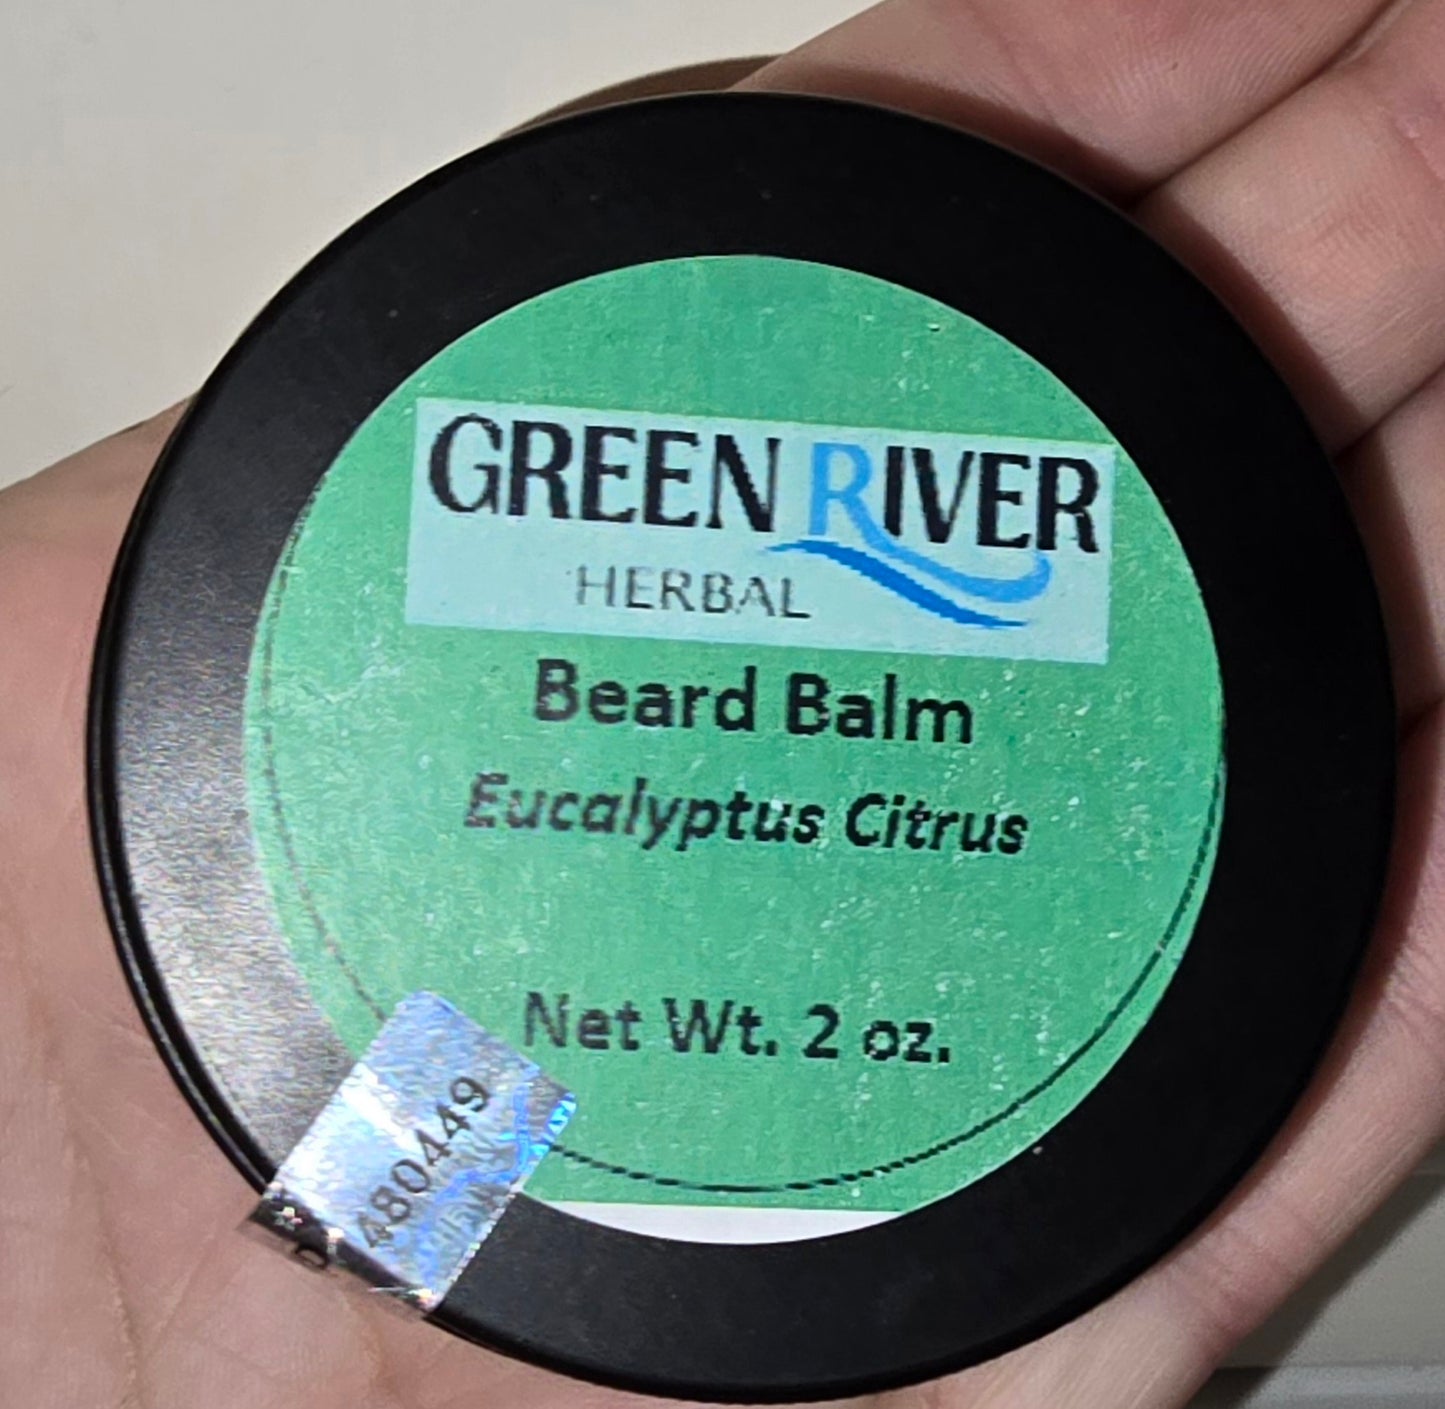 GREEN RIVER
HERBAL
Beard Balm
Eucalyptus Citrus
Net Wt. 2 oz.
480449